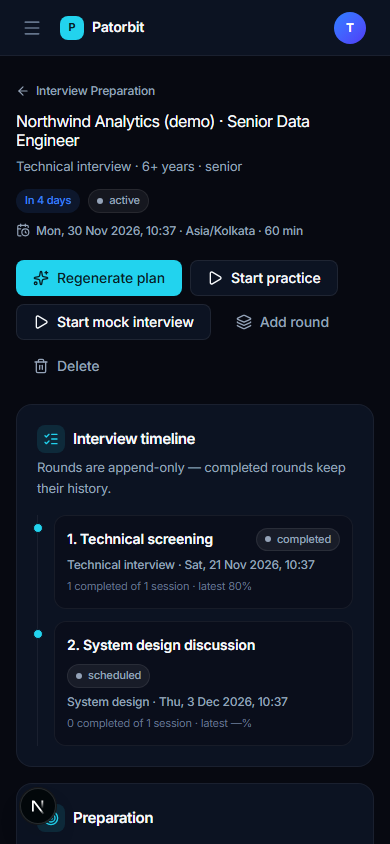 P Patorbit
T
Interview Preparation
Northwind Analytics (demo) · Senior Data
Engineer
Technical interview · 6+ years · senior
In 4 days
active
Mon, 30 Nov 2026, 10:37 · Asia/Kolkata · 60 min
Regenerate plan
Start practice
Start mock interview
Add round
Delete
Interview timeline
Rounds are append-only — completed rounds keep
their history.
1. Technical screening
completed
Technical interview · Sat, 21 Nov 2026, 10:37
1 completed of 1 session · latest 80%
2. System design discussion
scheduled
System design · Thu, 3 Dec 2026, 10:37
0 completed of 1 session · latest —%
N
Preparation